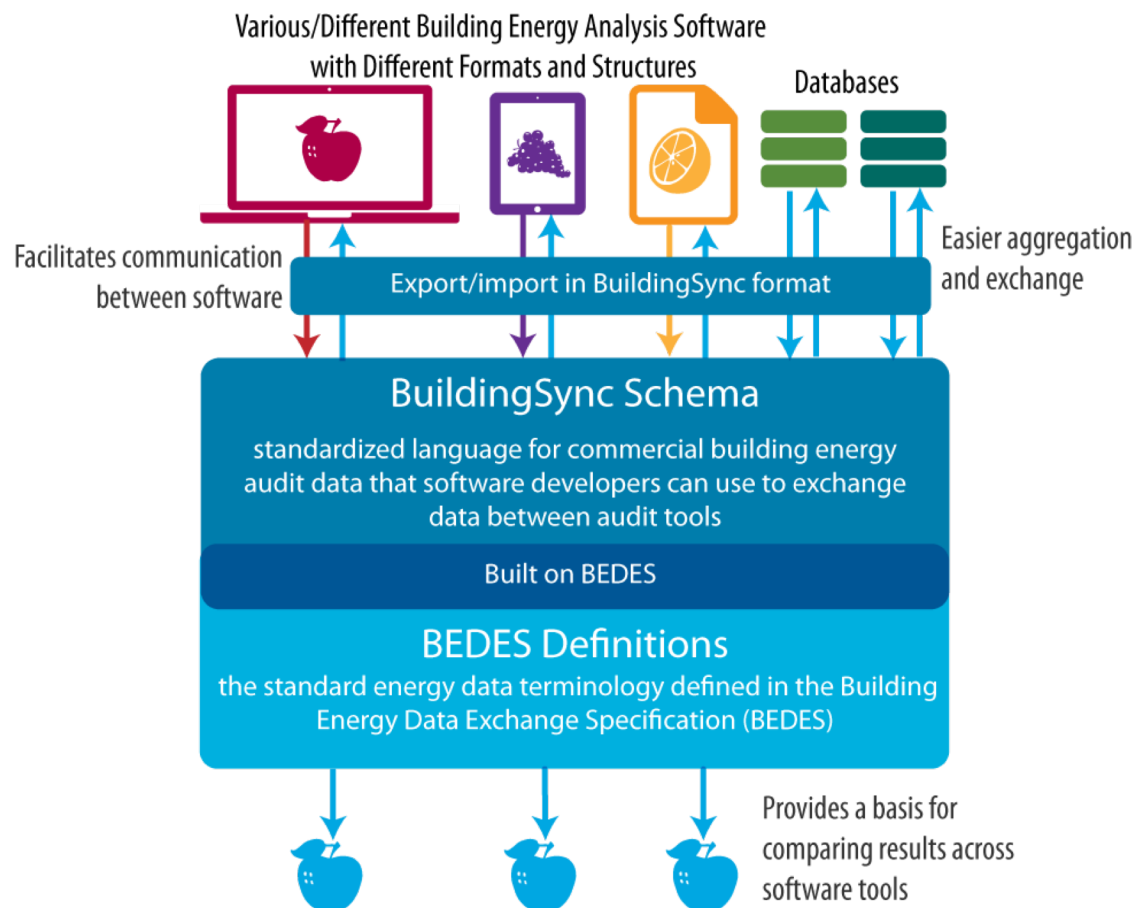 Various/Different Building Energy Analysis Software
with Different Formats and Structures
Databases
Facilitates communication
between software
Export/import in BuildingSync format
Easier aggregation
and exchange
BuildingSync Schema
standardized language for commercial building energy
audit data that software developers can use to exchange
data between audit tools
Built on BEDES
BEDES Definitions
the standard energy data terminology defined in the Building
Energy Data Exchange Specification (BEDES)
Provides a basis for
comparing results across
software tools